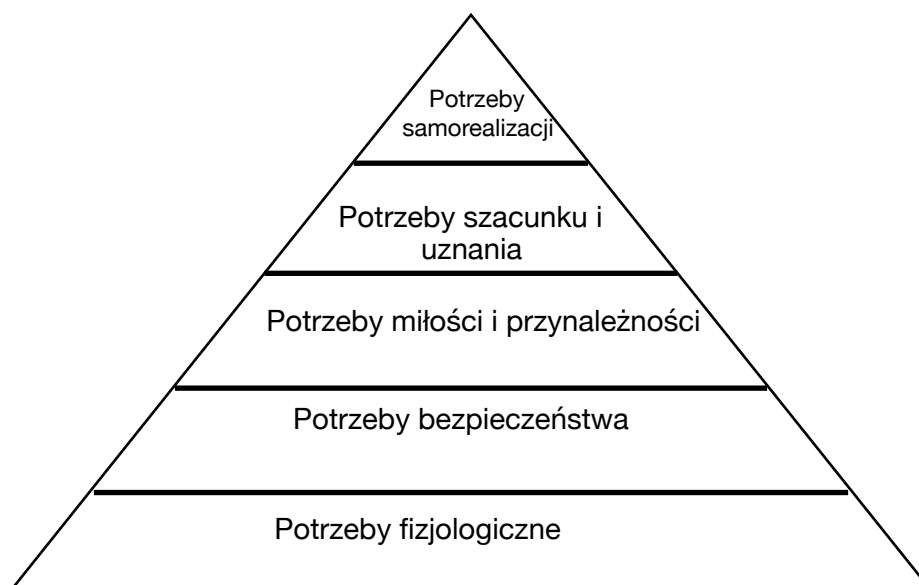 Potrzeby
samorealizacji
Potrzeby szacunku i
uznania
Potrzeby miłości i przynależności
Potrzeby bezpieczeństwa
Potrzeby fizjologiczne